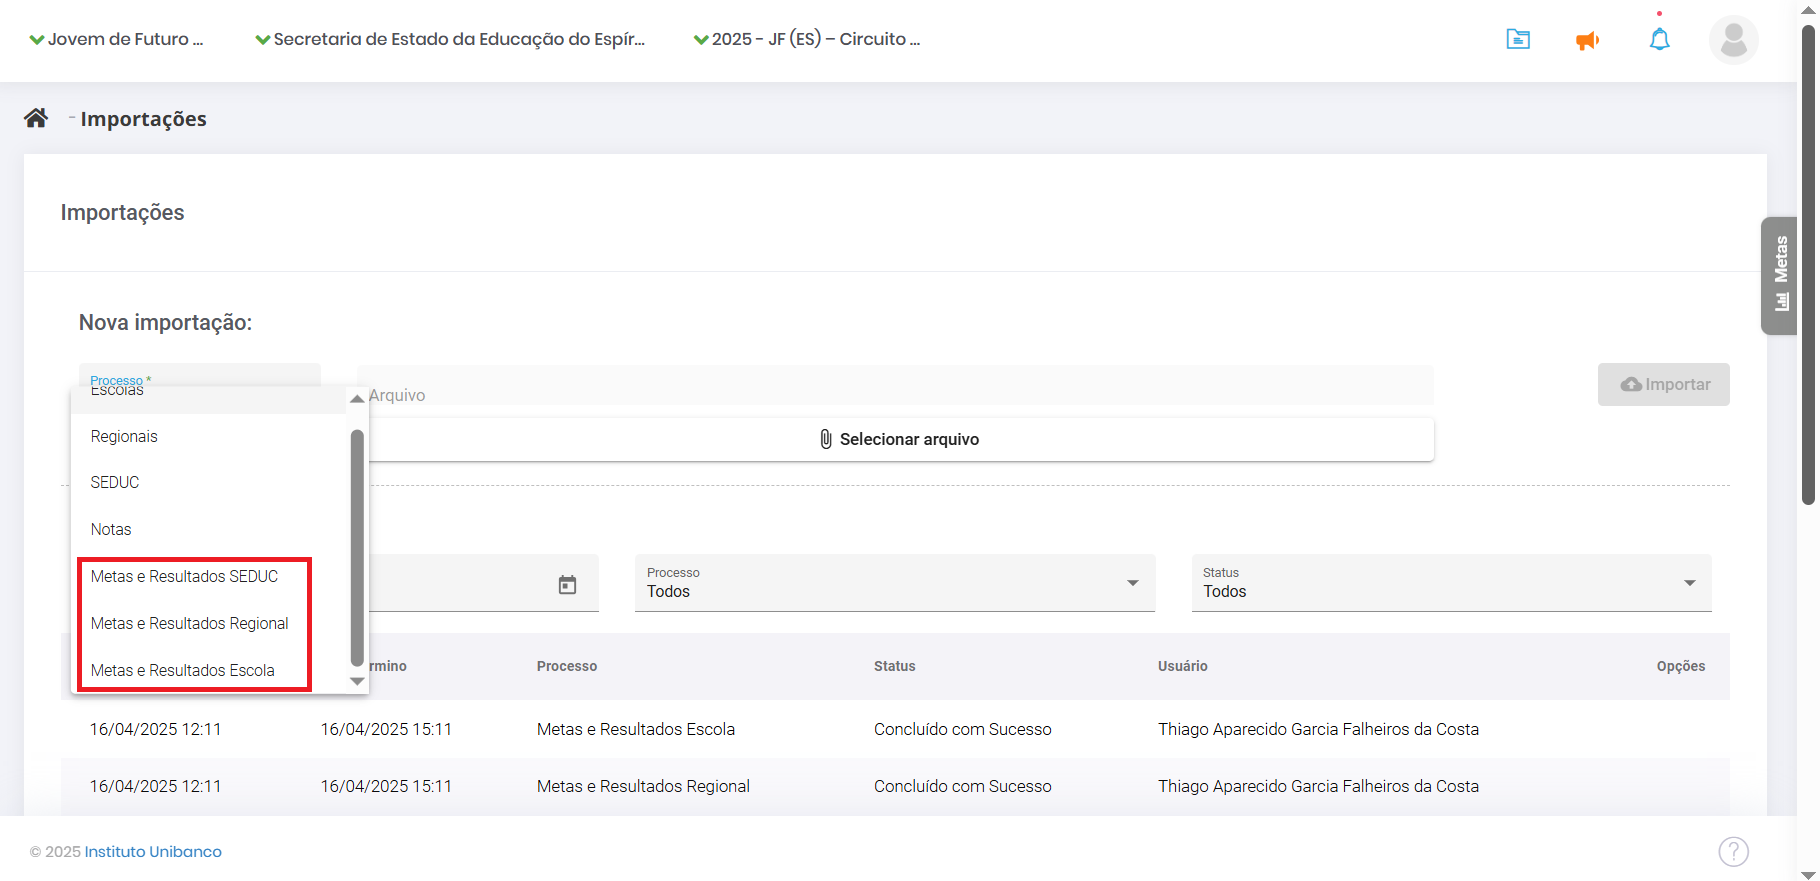 Jovem de Futuro ...
Secretaria de Estado da Educação do Espír...
2025 - JF (ES) – Circuito ...
- Importações
Importações
Metas
Nova importação:
Processo *
Escolas
Arquivo
Importar
Regionais
Selecionar arquivo
SEDUC
Notas
Metas e Resultados SEDUC
Processo
Todos
Status
Todos
Metas e Resultados Regional
Metas e Resultados Escola
rmino
Processo
Status
Usuário
Opções
16/04/2025 12:11 16/04/2025 15:11 Metas e Resultados Escola Concluído com Sucesso Thiago Aparecido Garcia Falheiros da Costa
16/04/2025 12:11 16/04/2025 15:11 Metas e Resultados Regional Concluído com Sucesso Thiago Aparecido Garcia Falheiros da Costa
© 2025 Instituto Unibanco
?